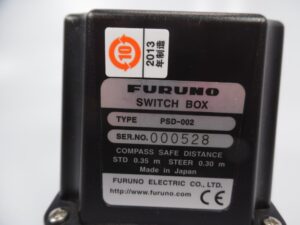 10
2013
年制造
FURUNO
SWITCH BOX
TYPE PSD-002
SER.NO. 000528
COMPASS SAFE DISTANCE
STD 0.35 m STEER 0.30 m
Made in Japan
FURUNO ELECTRIC CO., LTD.
http://www.furuno.com CE